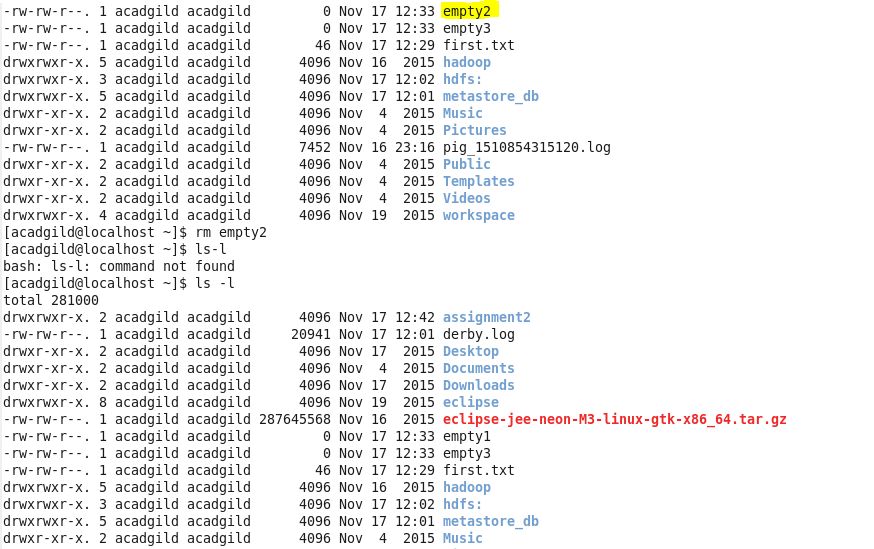 -rw-rw-r--. 1 acadgild acadgild         0 Nov 17 12:33 empty2
-rw-rw-r--. 1 acadgild acadgild         0 Nov 17 12:33 empty3
-rw-rw-r--. 1 acadgild acadgild        46 Nov 17 12:29 first.txt
drwxrwxr-x. 5 acadgild acadgild      4096 Nov 16  2015 hadoop
drwxrwxr-x. 3 acadgild acadgild      4096 Nov 17 12:02 hdfs:
drwxrwxr-x. 5 acadgild acadgild      4096 Nov 17 12:01 metastore_db
drwxr-xr-x. 2 acadgild acadgild      4096 Nov  4  2015 Music
drwxr-xr-x. 2 acadgild acadgild      4096 Nov  4  2015 Pictures
-rw-rw-r--. 1 acadgild acadgild      7452 Nov 16 23:16 pig_1510854315120.log
drwxr-xr-x. 2 acadgild acadgild      4096 Nov  4  2015 Public
drwxr-xr-x. 2 acadgild acadgild      4096 Nov  4  2015 Templates
drwxr-xr-x. 2 acadgild acadgild      4096 Nov  4  2015 Videos
drwxrwxr-x. 4 acadgild acadgild      4096 Nov 19  2015 workspace
[acadgild@localhost ~]$ rm empty2
[acadgild@localhost ~]$ ls-l
bash: ls-l: command not found
[acadgild@localhost ~]$ ls -l
total 281000
drwxrwxr-x. 2 acadgild acadgild      4096 Nov 17 12:42 assignment2
-rw-rw-r--. 1 acadgild acadgild     20941 Nov 17 12:01 derby.log
drwxr-xr-x. 2 acadgild acadgild      4096 Nov 17  2015 Desktop
drwxr-xr-x. 2 acadgild acadgild      4096 Nov  4  2015 Documents
drwxr-xr-x. 2 acadgild acadgild      4096 Nov 17  2015 Downloads
drwxrwxr-x. 8 acadgild acadgild      4096 Nov 19  2015 eclipse
-rw-rw-r--. 1 acadgild acadgild 287645568 Nov 16  2015 eclipse-jee-neon-M3-linux-gtk-x86_64.tar.gz
-rw-rw-r--. 1 acadgild acadgild         0 Nov 17 12:33 empty1
-rw-rw-r--. 1 acadgild acadgild         0 Nov 17 12:33 empty3
-rw-rw-r--. 1 acadgild acadgild        46 Nov 17 12:29 first.txt
drwxrwxr-x. 5 acadgild acadgild      4096 Nov 16  2015 hadoop
drwxrwxr-x. 3 acadgild acadgild      4096 Nov 17 12:02 hdfs:
drwxrwxr-x. 5 acadgild acadgild      4096 Nov 17 12:01 metastore_db
drwxr-xr-x. 2 acadgild acadgild      4096 Nov  4  2015 Music